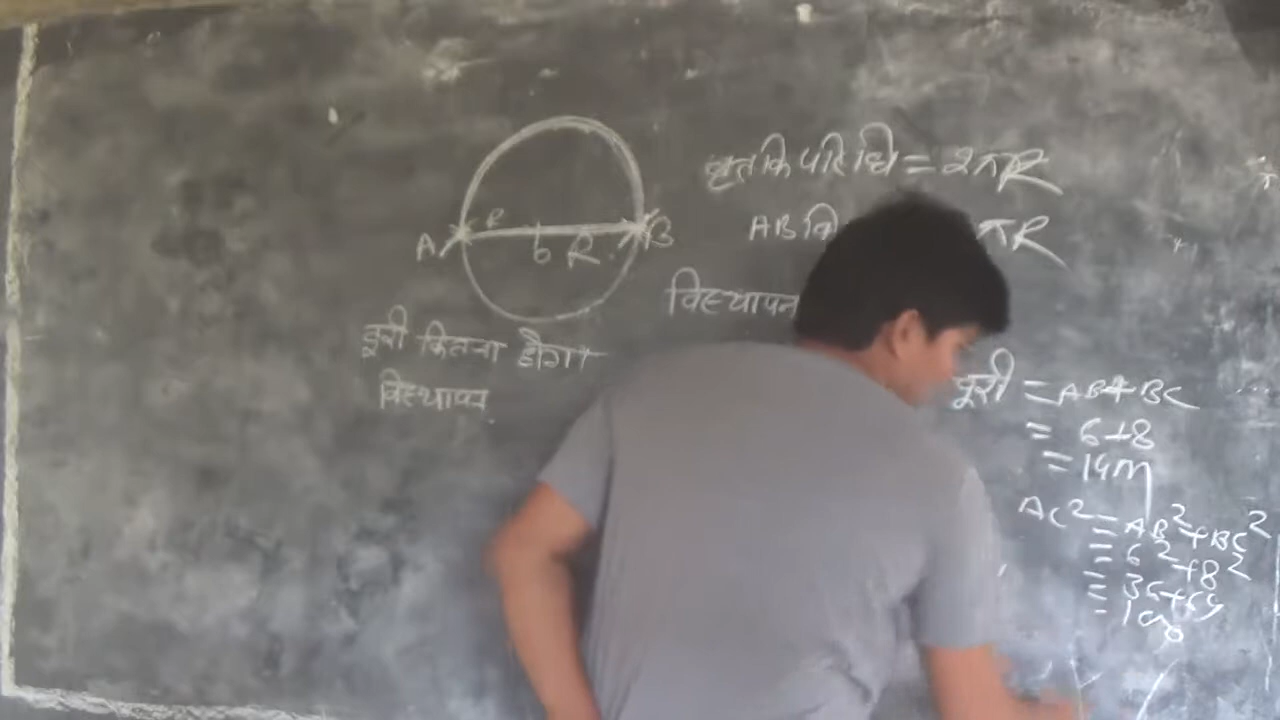 वृत कि परिधि = 2πR
AB कि πR
A R 6 R B
विस्थापन
दूरी कितना होगा
विस्थापन
दूरी = AB+BC
= 6+8
= 14m
AC² = AB²+BC²
= 6²+8²
= 36+64
= 100